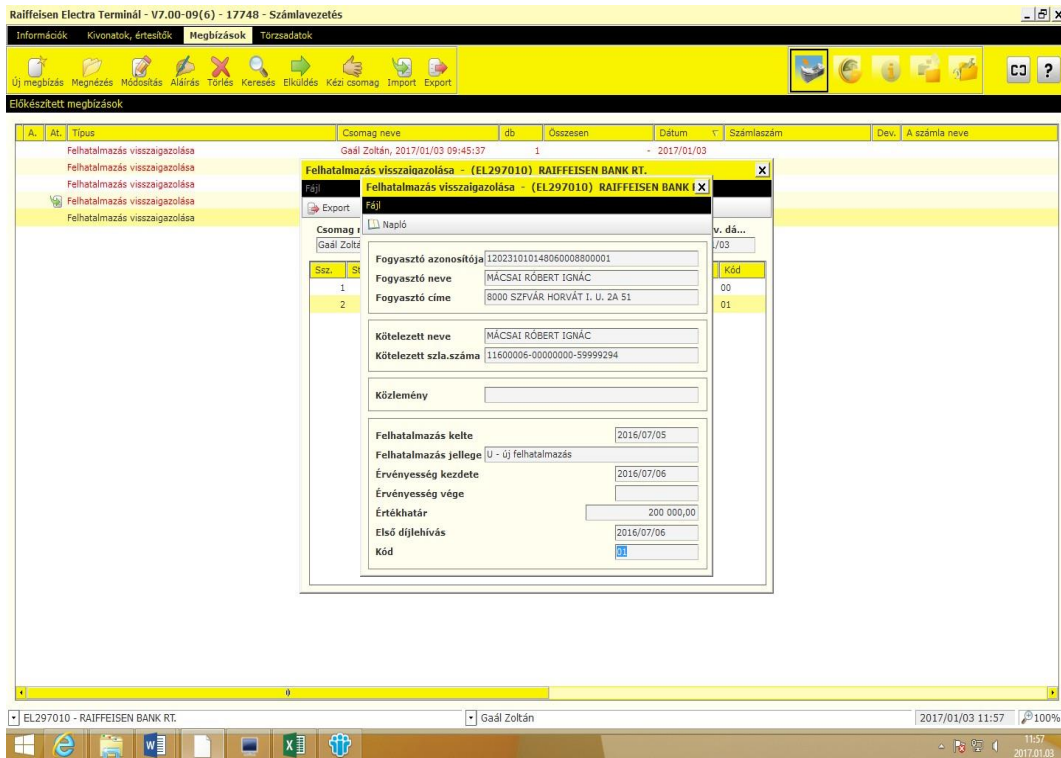 Raiffeisen Electra Terminál - V7.00-09(6) - 17748 - Számlavezetés
Információk Kivonatok, értesítők Megbízások Törzsadatok
Új megbízás Megnézés Módosítás Aláírás Törlés Keresés Elküldés Kézi csomag Import Export
Előkészített megbízások
A. At. Típus Csomag neve db Összesen Dátum Számlaszám Dev. A számla neve
Felhatalmazás visszaigazolása Gaál Zoltán, 2017/01/03 09:45:37 1 - 2017/01/03
Felhatalmazás visszaigazolása
Felhatalmazás visszaigazolása
Felhatalmazás visszaigazolása
Felhatalmazás visszaigazolása
Felhatalmazás visszaigazolása - (EL297010) RAIFFEISEN BANK RT.
Fájl
Export
Csomag v. dá...
Gaál Zoltá /03
Ssz. St Kód
1 00
2 01
Felhatalmazás visszaigazolása - (EL297010) RAIFFEISEN BANK
Fájl
Napló
Fogyasztó azonosítója 120231010148060008800001
Fogyasztó neve MÁCSAI RÓBERT IGNÁC
Fogyasztó címe 8000 SZFVÁR HORVÁT I. U. 2A 51
Kötelezett neve MÁCSAI RÓBERT IGNÁC
Kötelezett szla.száma 11600006-00000000-59999294
Közlemény
Felhatalmazás kelte 2016/07/05
Felhatalmazás jellege U - új felhatalmazás
Érvényesség kezdete 2016/07/06
Érvényesség vége
Értékhatár 200 000,00
Első díjlehívás 2016/07/06
Kód 01
EL297010 - RAIFFEISEN BANK RT. Gaál Zoltán 2017/01/03 11:57 100%
11:57
2017.01.03